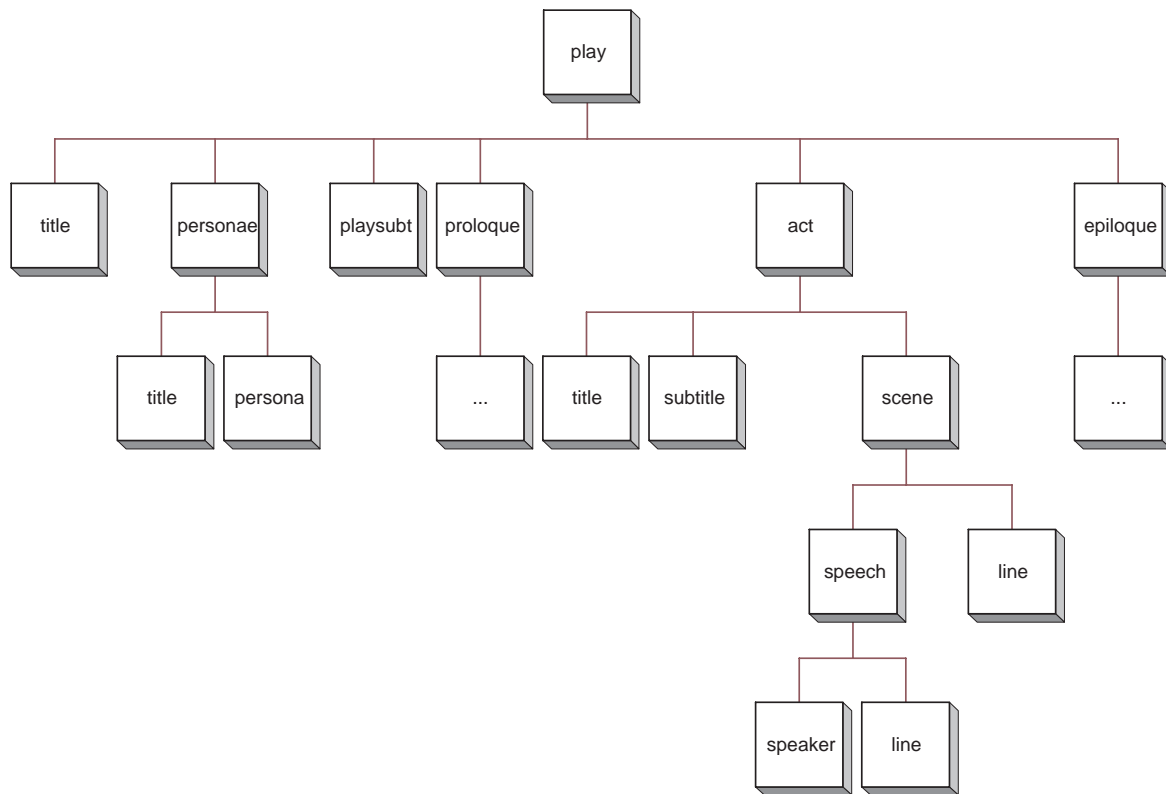 play
title
personae
playsubt
proloque
act
epiloque
title
persona
...
title
subtitle
scene
...
speech
line
speaker
line